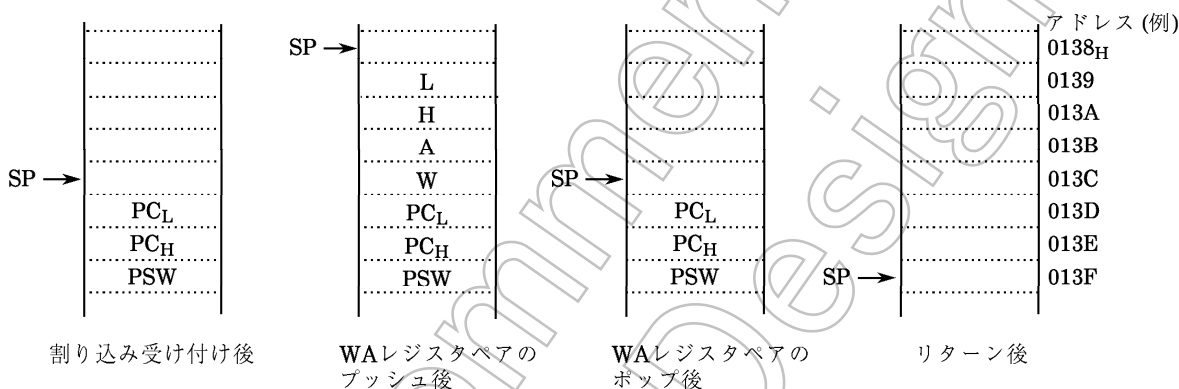 アドレス (例)
SP
0138H
L
0139
H
013A
A
013B
SP
W
SP
013C
PCL
PCL
PCL
013D
PCH
PCH
PCH
013E
PSW
PSW
PSW
SP
013F
割り込み受け付け後
WAレジスタペアの
プッシュ後
WAレジスタペアの
ポップ後
リターン後